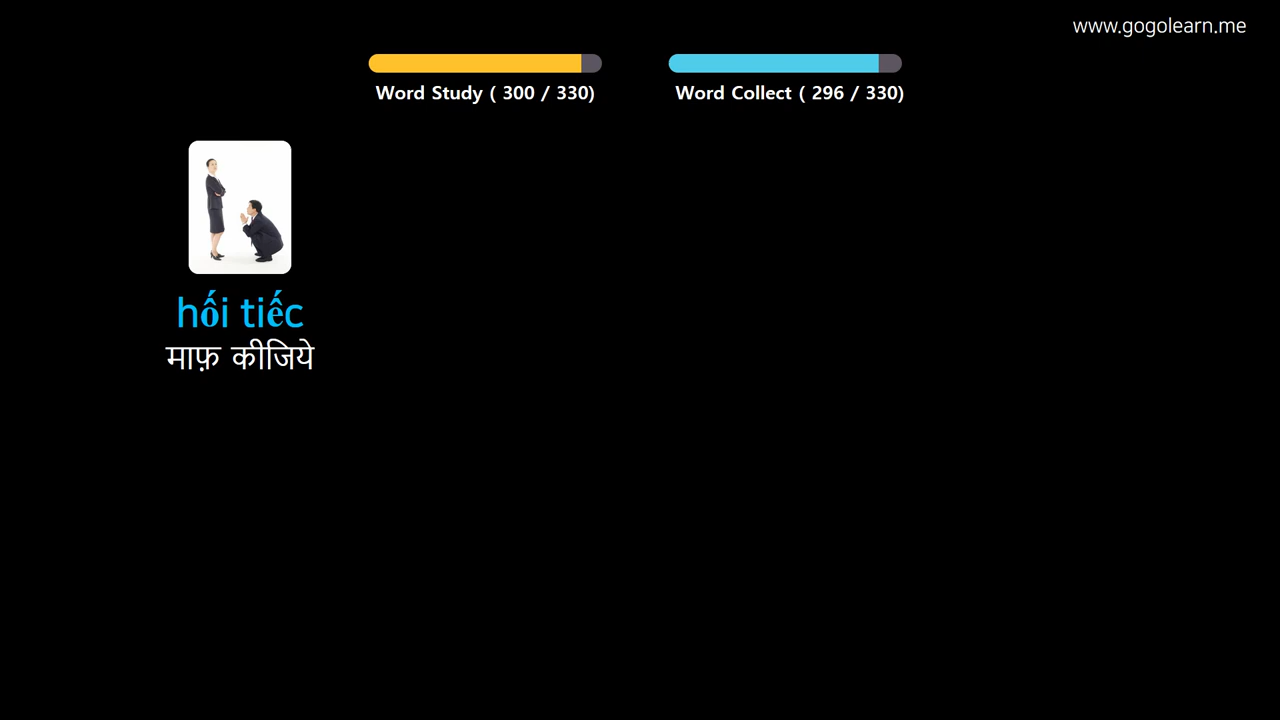 www.gogolearn.me
Word Study ( 300 / 330)
Word Collect ( 296 / 330)
hối tiếc
माफ़ कीजिये